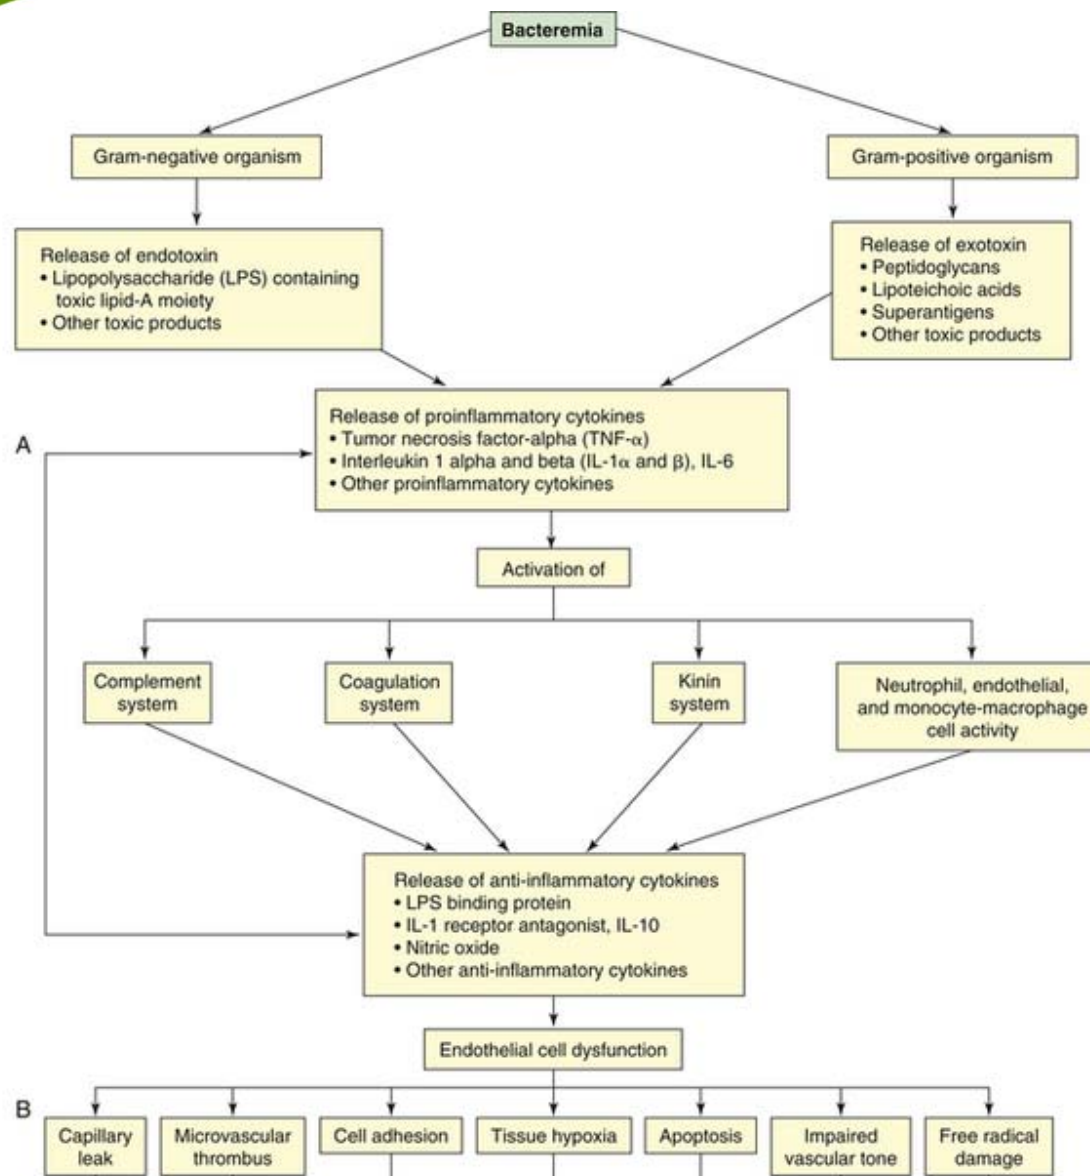 Bacteremia
Gram-negative organism
Gram-positive organism
Release of endotoxin
• Lipopolysaccharide (LPS) containing
toxic lipid-A moiety
• Other toxic products
Release of exotoxin
• Peptidoglycans
• Lipoteichoic acids
• Superantigens
• Other toxic products
A
Release of proinflammatory cytokines
• Tumor necrosis factor-alpha (TNF-α)
• Interleukin 1 alpha and beta (IL-1α and β), IL-6
• Other proinflammatory cytokines
Activation of
Complement
system
Coagulation
system
Kinin
system
Neutrophil, endothelial,
and monocyte-macrophage
cell activity
Release of anti-inflammatory cytokines
• LPS binding protein
• IL-1 receptor antagonist, IL-10
• Nitric oxide
• Other anti-inflammatory cytokines
Endothelial cell dysfunction
B
Capillary
leak
Microvascular
thrombus
Cell adhesion
Tissue hypoxia
Apoptosis
Impaired
vascular tone
Free radical
damage